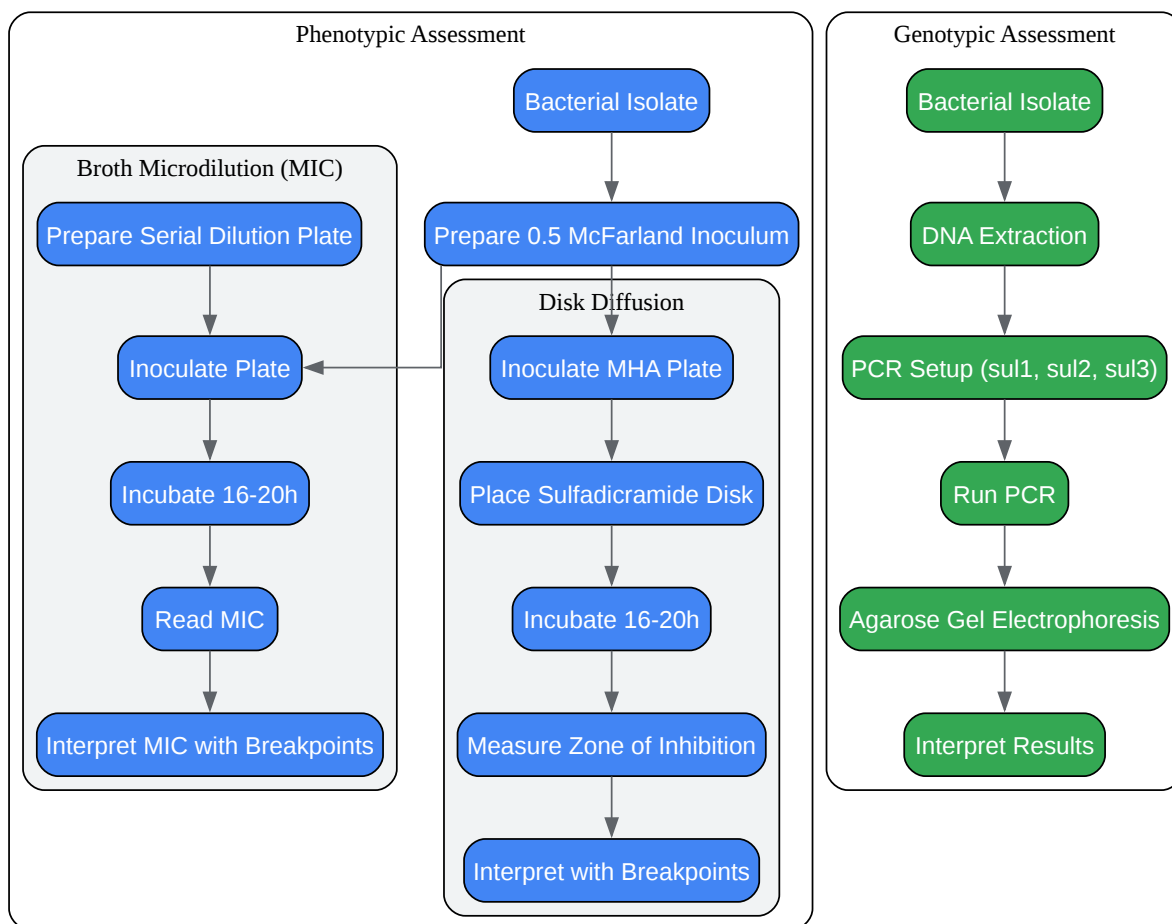 Phenotypic Assessment
Bacterial Isolate
Broth Microdilution (MIC)
Prepare Serial Dilution Plate
Prepare 0.5 McFarland Inoculum
Disk Diffusion
Inoculate Plate
Inoculate MHA Plate
Incubate 16-20h
Place Sulfadicramide Disk
Read MIC
Incubate 16-20h
Interpret MIC with Breakpoints
Measure Zone of Inhibition
Interpret with Breakpoints
Genotypic Assessment
Bacterial Isolate
DNA Extraction
PCR Setup (sul1, sul2, sul3)
Run PCR
Agarose Gel Electrophoresis
Interpret Results